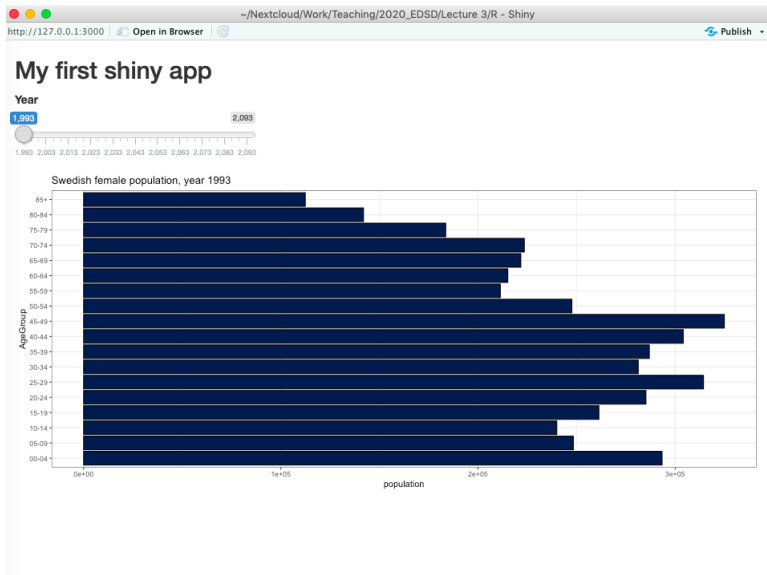 ~/Nextcloud/Work/Teaching/2020_EDSD/Lecture 3/R - Shiny
http://127.0.0.1:3000 Open in Browser Publish
My first shiny app
Year
1,993 2,093
1,993 2,003 2,013 2,023 2,033 2,043 2,053 2,063 2,073 2,083 2,093
Swedish female population, year 1993
85+
80-84
75-79
70-74
65-69
60-64
55-59
50-54
45-49
40-44
35-39
30-34
25-29
20-24
15-19
10-14
05-09
00-04
AgeGroup
0e+00 1e+05 2e+05 3e+05
population